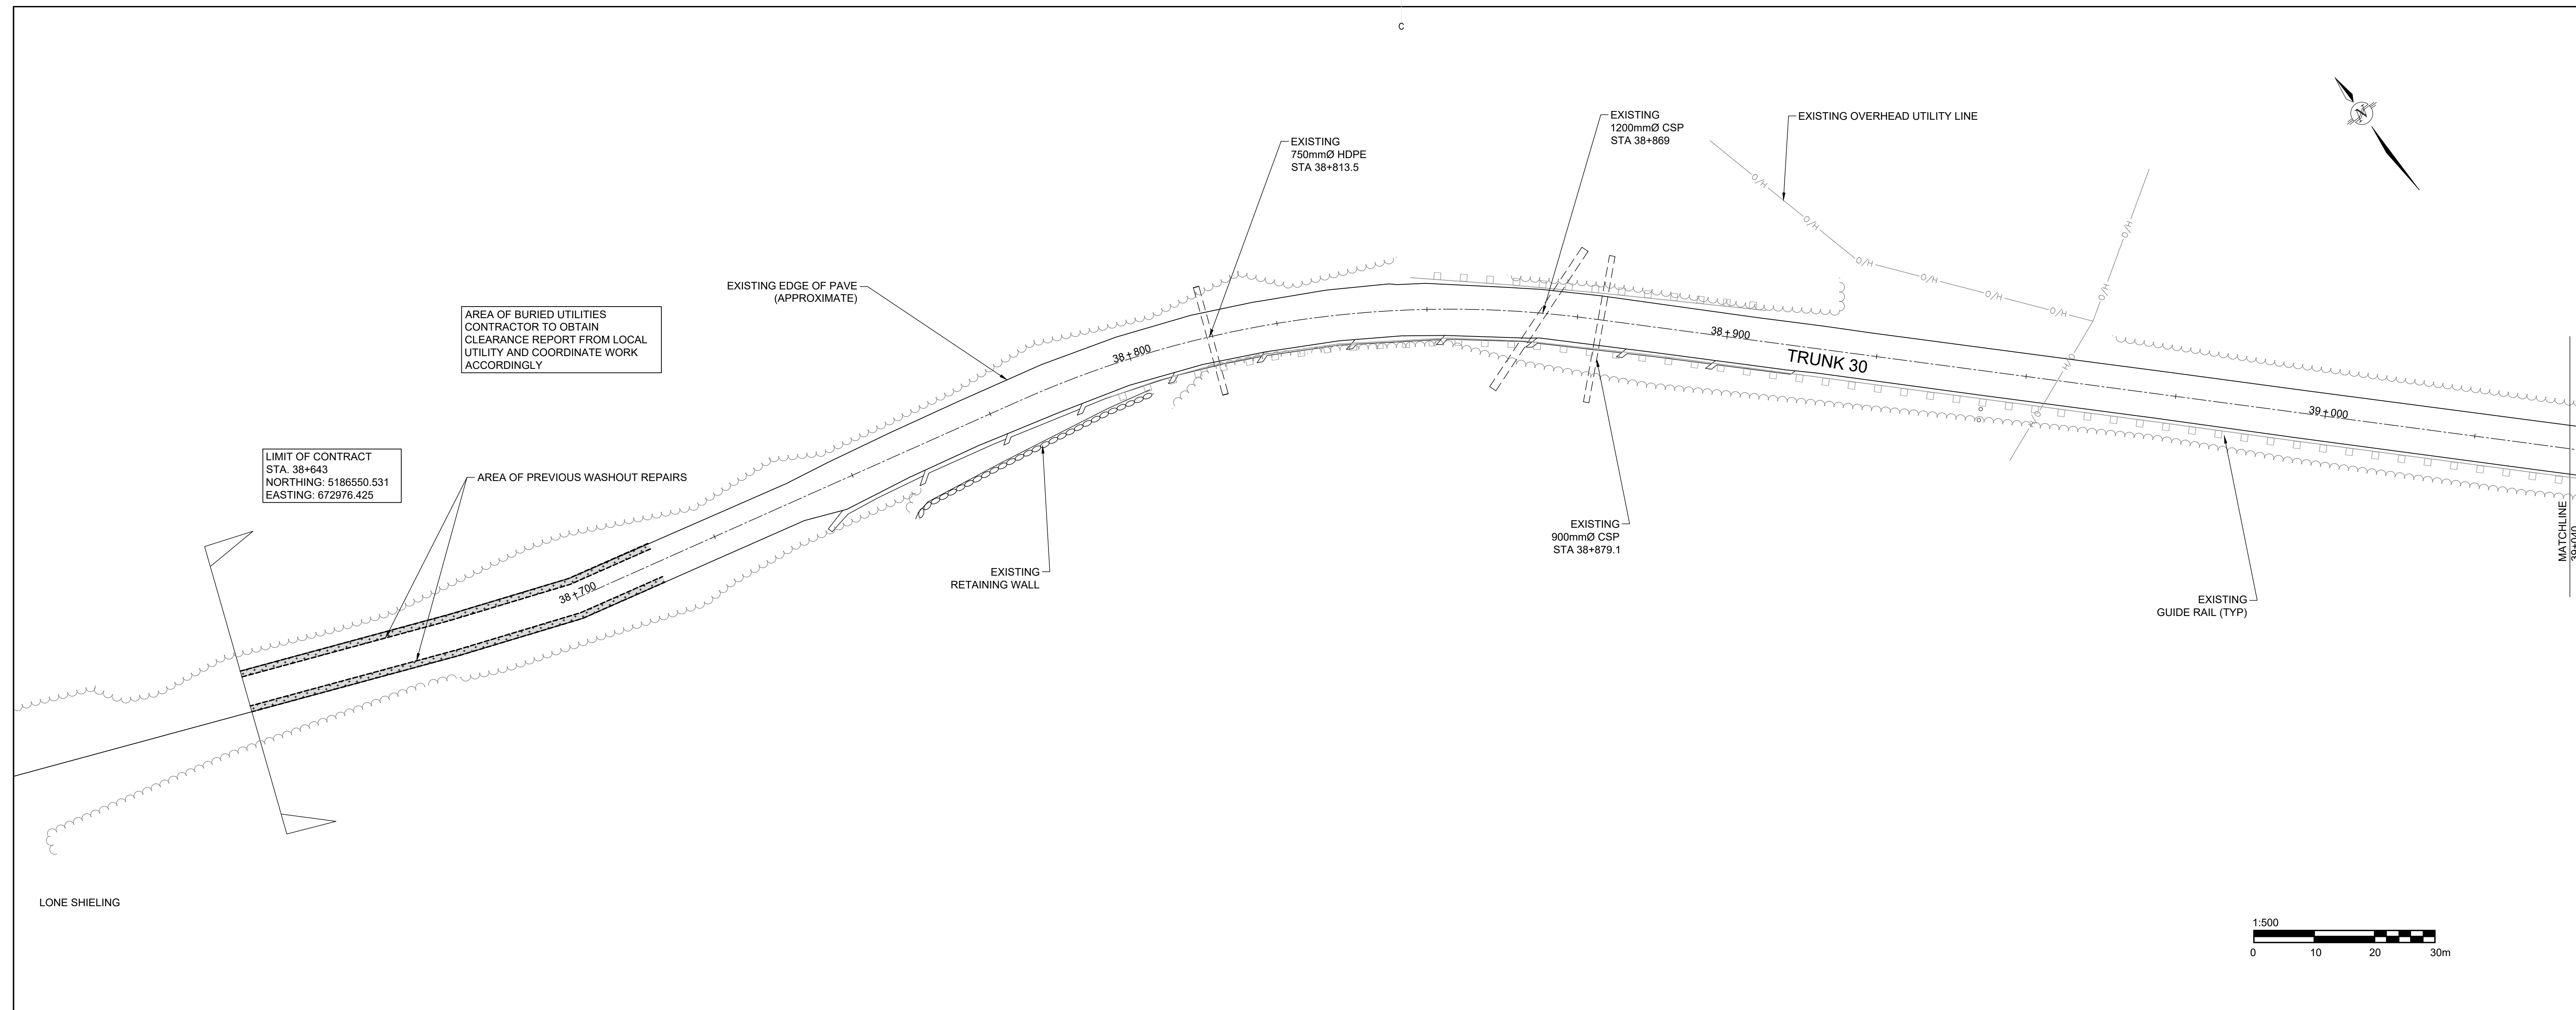 C
EXISTING
1200mmØ CSP
STA 38+869
EXISTING OVERHEAD UTILITY LINE
N
EXISTING
750mmØ HDPE
STA 38+813.5
O/H
O/H
O/H
O/H
O/H
O/H
O/H
O/H
O/H
O/H
EXISTING EDGE OF PAVE
(APPROXIMATE)
AREA OF BURIED UTILITIES
CONTRACTOR TO OBTAIN
CLEARANCE REPORT FROM LOCAL
UTILITY AND COORDINATE WORK
ACCORDINGLY
38+800
38+900
TRUNK 30
39+000
LIMIT OF CONTRACT
STA. 38+643
NORTHING: 5186550.531
EASTING: 672976.425
AREA OF PREVIOUS WASHOUT REPAIRS
EXISTING
900mmØ CSP
STA 38+879.1
MATCHLINE
39+040
EXISTING
RETAINING WALL
38+700
EXISTING
GUIDE RAIL (TYP)
LONE SHIELING
1:500
0 10 20 30m